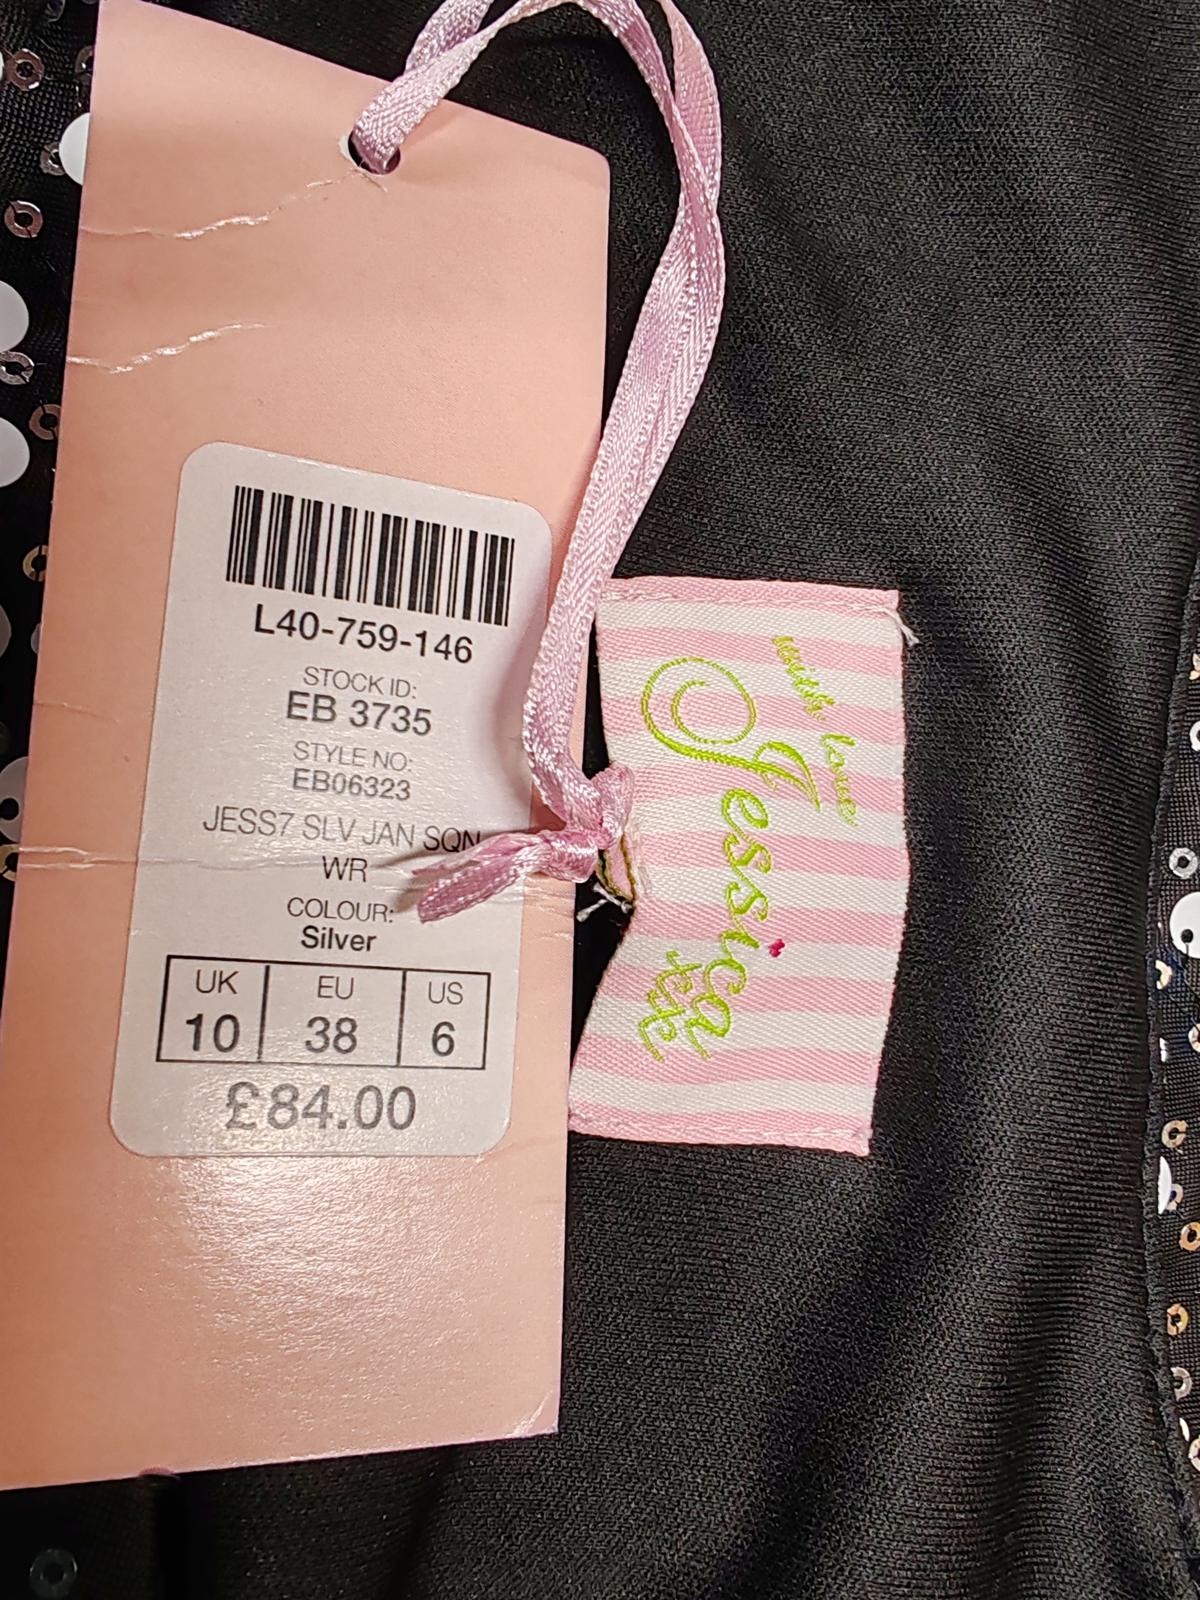 L40-759-146
STOCK ID:
EB 3735
STYLE NO:
EB06323
JESS7 SLV JAN SQN
WR
COLOUR:
Silver
UK EU US
10 38 6
£84.00
with love
Jessica
xx